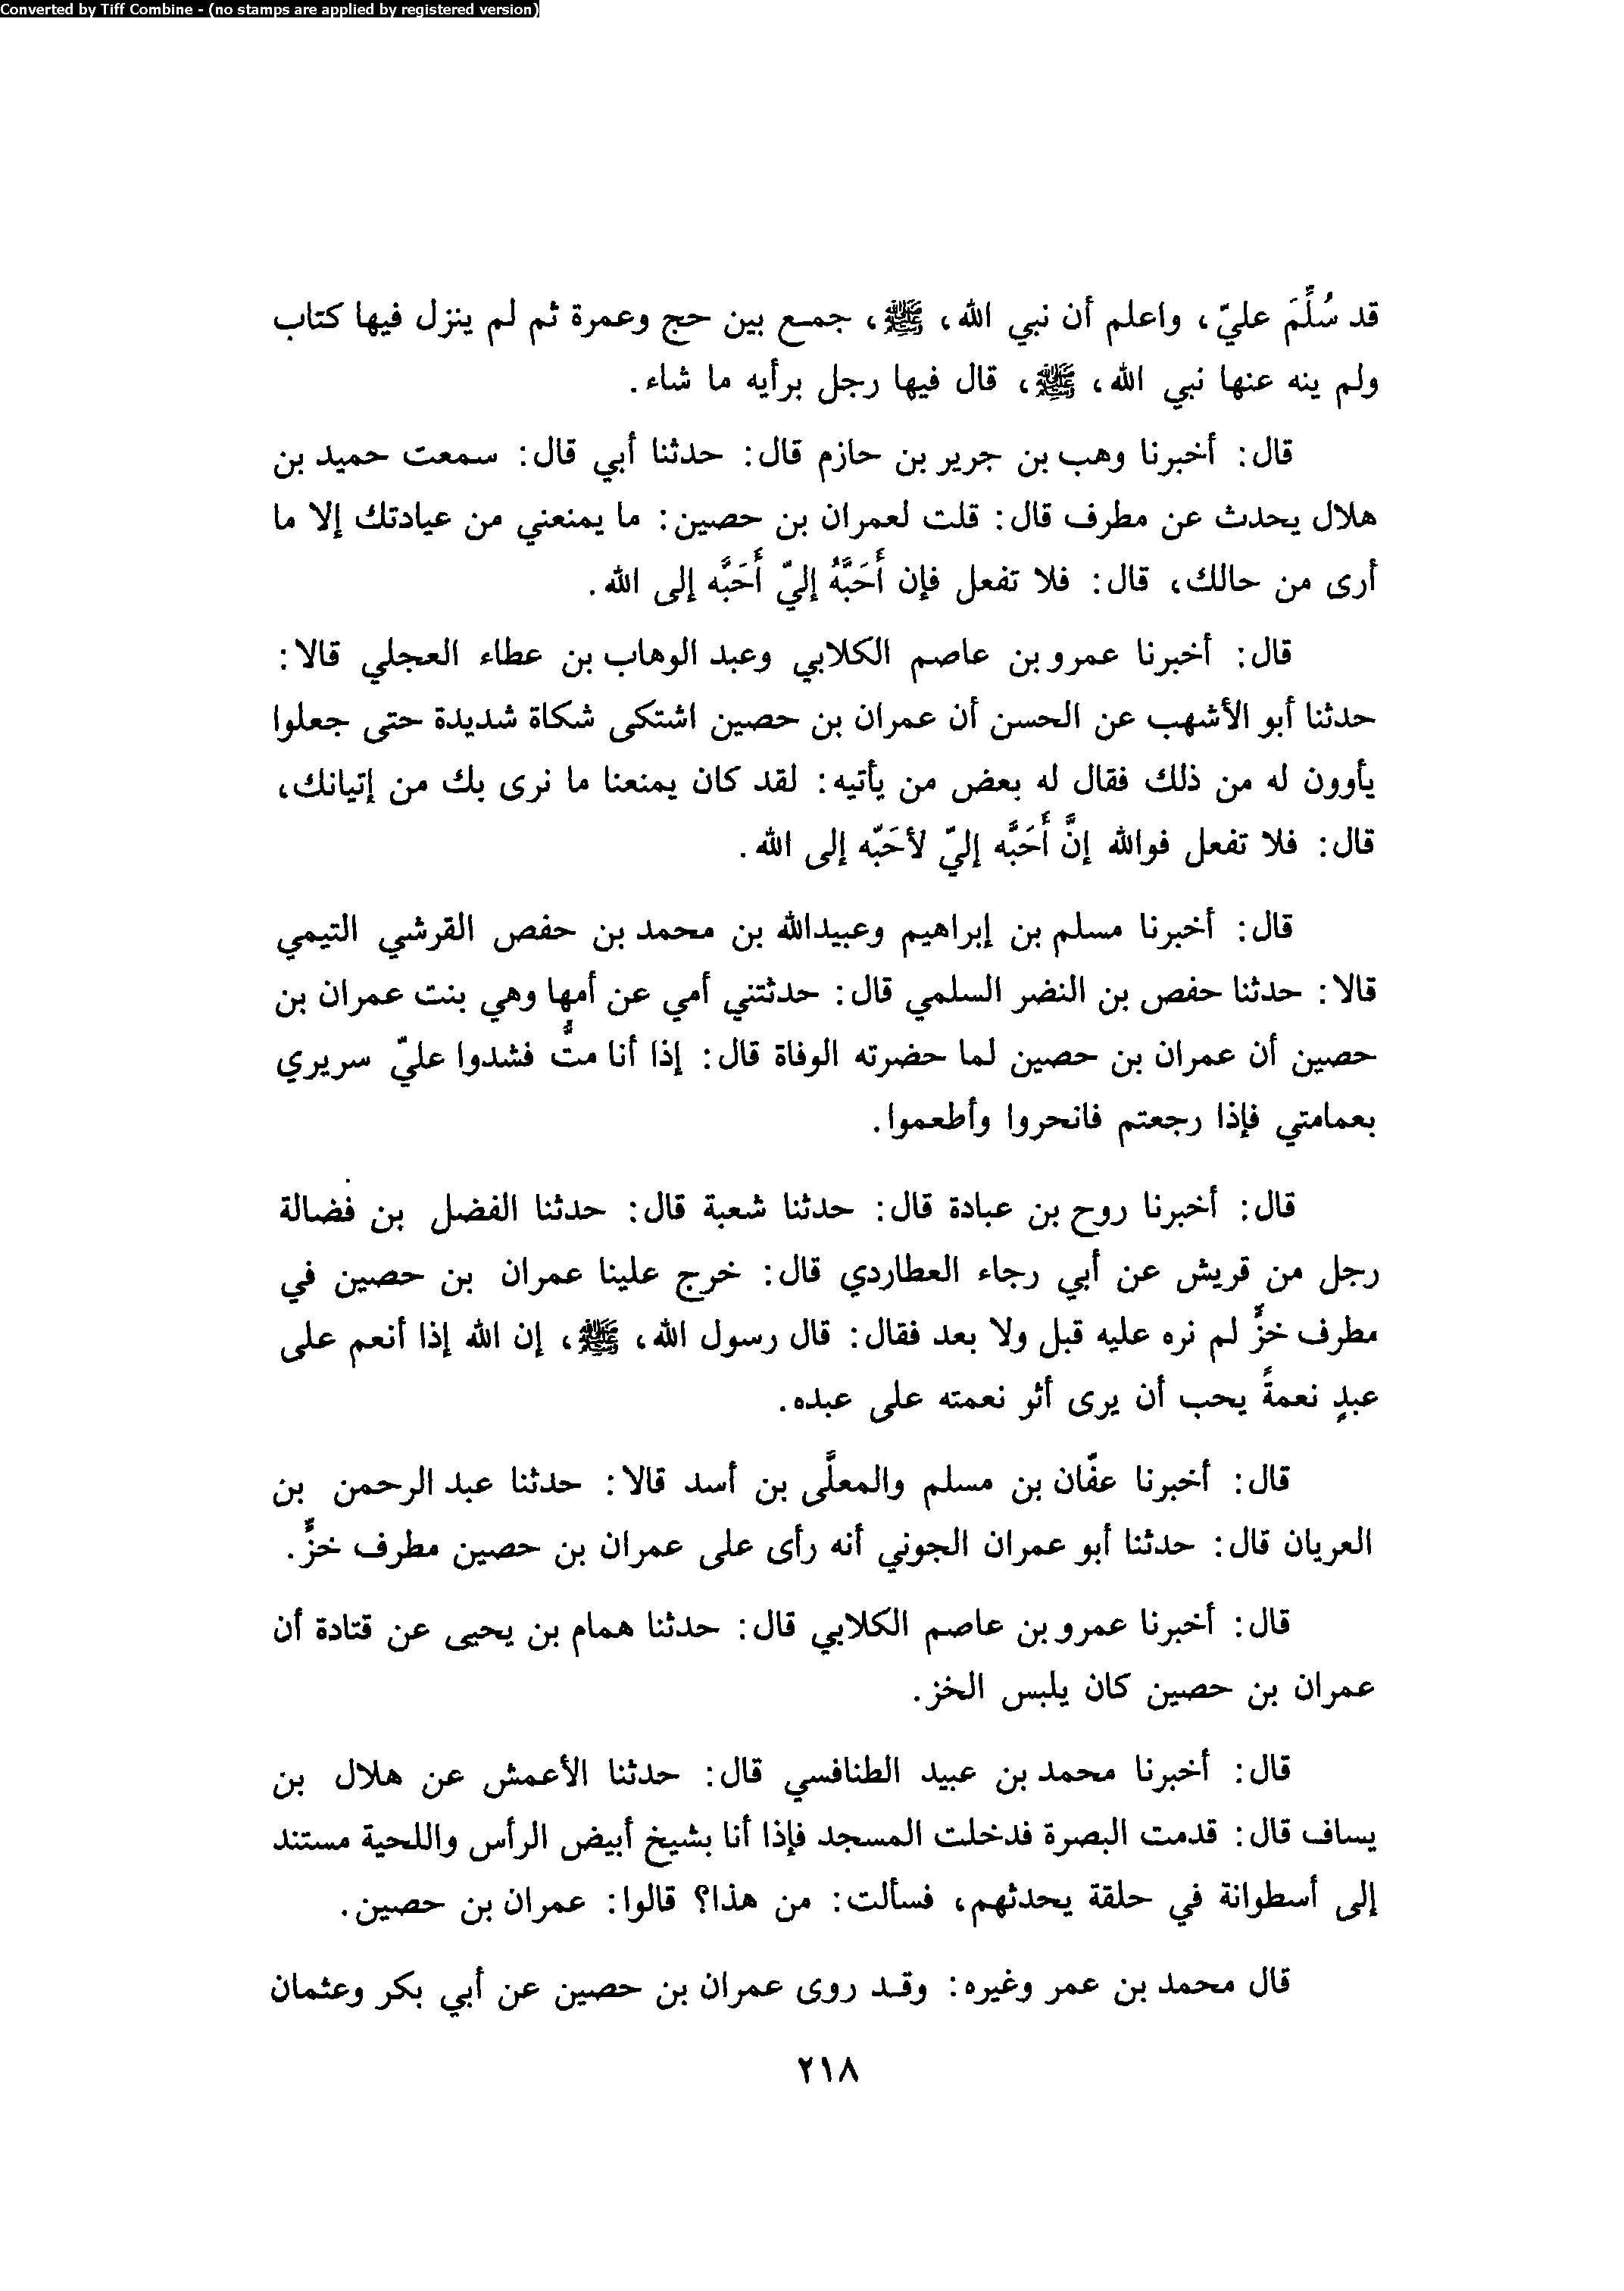 Converted by Tiff Combine - (no stamps are applied by registered version)
قد سُلِّمَ عليّ، واعلم أن نبي الله، ﷺ، جمع بين حج وعمرة ثم لم ينزل فيها كتاب
ولم ينه عنها نبي الله، ﷺ، قال فيها رجل برأيه ما شاء.
قال: أخبرنا وهب بن جرير بن حازم قال: حدثنا أبي قال: سمعت حميد بن
هلال يحدث عن مطرف قال: قلت لعمران بن حصين: ما يمنعني من عيادتك إلا ما
أرى من حالك، قال: فلا تفعل فإن أَحَبَّهُ إليّ أَحَبَّه إلى الله.
قال: أخبرنا عمرو بن عاصم الكلابي وعبد الوهاب بن عطاء العجلي قالا:
حدثنا أبو الأشهب عن الحسن أن عمران بن حصين اشتكى شكاة شديدة حتى جعلوا
يأوون له من ذلك فقال له بعض من يأتيه: لقد كان يمنعنا ما نرى بك من إتيانك،
قال: فلا تفعل فوالله إنَّ أَحَبَّه إليّ لأحَبّه إلى الله.
قال: أخبرنا مسلم بن إبراهيم وعبيدالله بن محمد بن حفص القرشي التيمي
قالا: حدثنا حفص بن النضر السلمي قال: حدثتني أمي عن أمها وهي بنت عمران بن
حصين أن عمران بن حصين لما حضرته الوفاة قال: إذا أنا متُّ فشدوا عليّ سريري
بعمامتي فإذا رجعتم فانحروا وأطعموا.
قال: أخبرنا روح بن عبادة قال: حدثنا شعبة قال: حدثنا الفضل بن فضالة
رجل من قريش عن أبي رجاء العطاردي قال: خرج علينا عمران بن حصين في
مطرف خزٍّ لم نره عليه قبل ولا بعد فقال: قال رسول الله، ﷺ، إن الله إذا أنعم على
عبدٍ نعمةً يحب أن يرى أثر نعمته على عبده.
قال: أخبرنا عفّان بن مسلم والمعلَّى بن أسد قالا: حدثنا عبد الرحمن بن
العريان قال: حدثنا أبو عمران الجوني أنه رأى على عمران بن حصين مطرف خزٍّ.
قال: أخبرنا عمرو بن عاصم الكلابي قال: حدثنا همام بن يحيى عن قتادة أن
عمران بن حصين كان يلبس الخز.
قال: أخبرنا محمد بن عبيد الطنافسي قال: حدثنا الأعمش عن هلال بن
يساف قال: قدمت البصرة فدخلت المسجد فإذا أنا بشيخ أبيض الرأس واللحية مستند
إلى أسطوانة في حلقة يحدثهم، فسألت: من هذا؟ قالوا: عمران بن حصين.
قال محمد بن عمر وغيره: وقد روى عمران بن حصين عن أبي بكر وعثمان
٢١٨